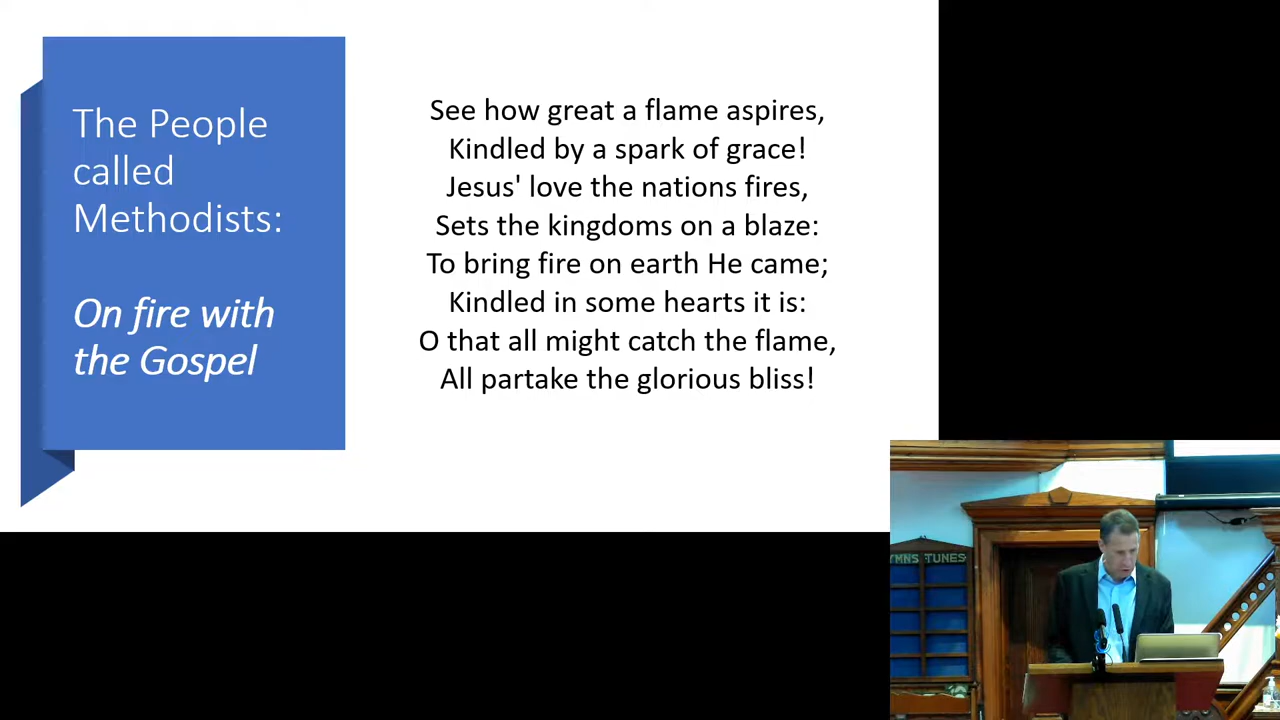 The People
called
Methodists:
On fire with
the Gospel
See how great a flame aspires,
Kindled by a spark of grace!
Jesus' love the nations fires,
Sets the kingdoms on a blaze:
To bring fire on earth He came;
Kindled in some hearts it is:
O that all might catch the flame,
All partake the glorious bliss!
YMNS TUNES